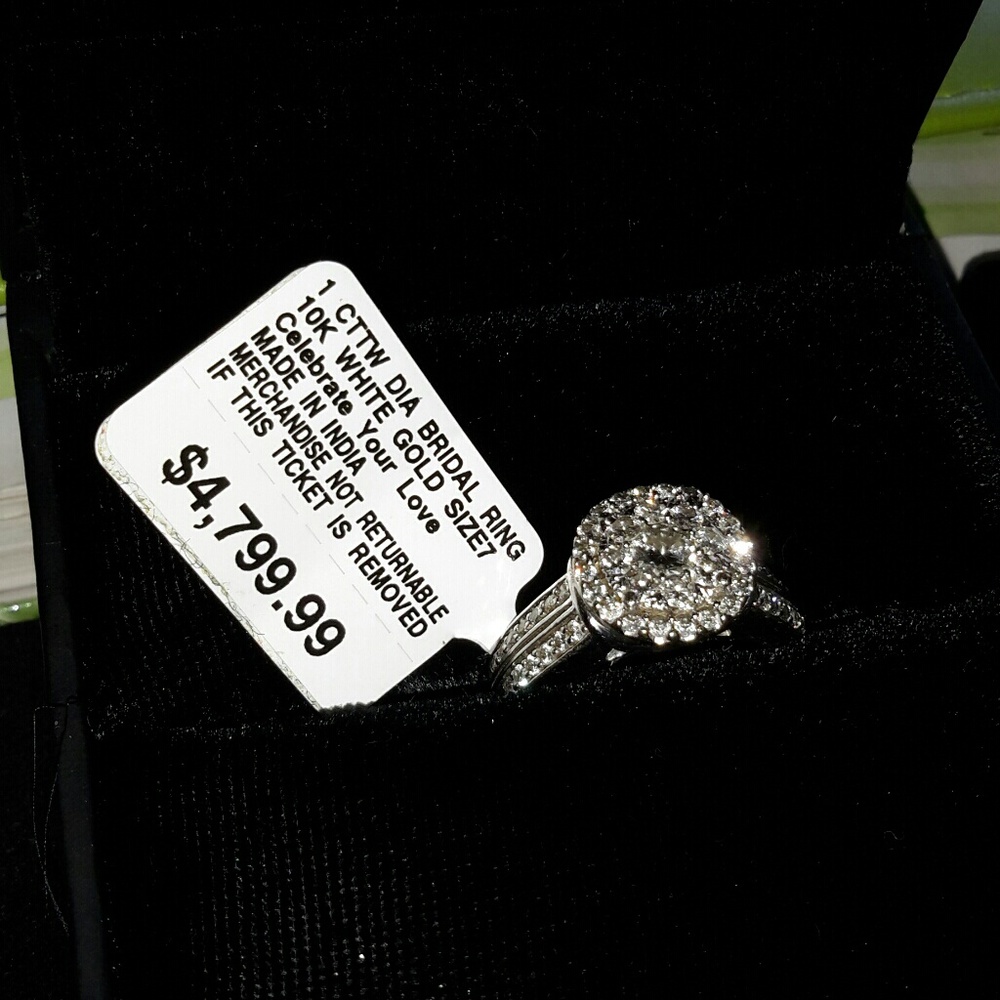 1 CTTW DIA BRIDAL RING
10K WHITE GOLD SIZE7
Celebrate Your Love
MADE IN INDIA
MERCHANDISE NOT RETURNABLE
IF THIS TICKET IS REMOVED
$4,799.99